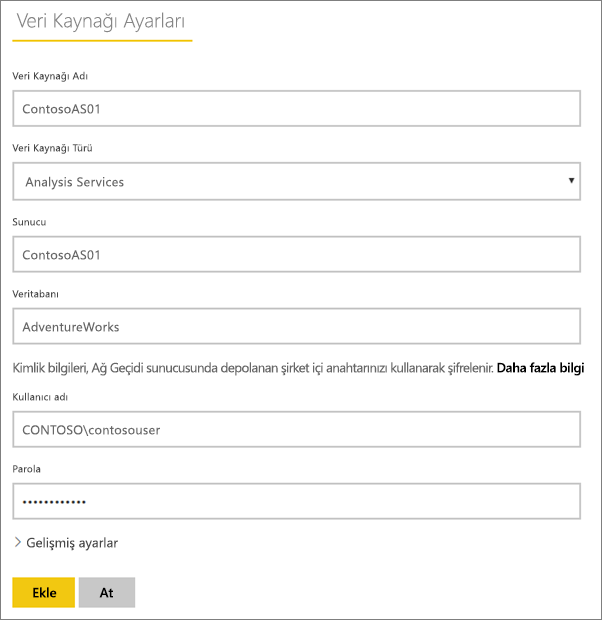 Veri Kaynağı Ayarları
Veri Kaynağı Adı
ContosoAS01
Veri Kaynağı Türü
Analysis Services
Sunucu
ContosoAS01
Veritabanı
AdventureWorks
Kimlik bilgileri, Ağ Geçidi sunucusunda depolanan şirket içi anahtarınızı kullanarak şifrelenir. Daha fazla bilgi
Kullanıcı adı
CONTOSO\contosouser
Parola
••••••••••••
Gelişmiş ayarlar
Ekle At